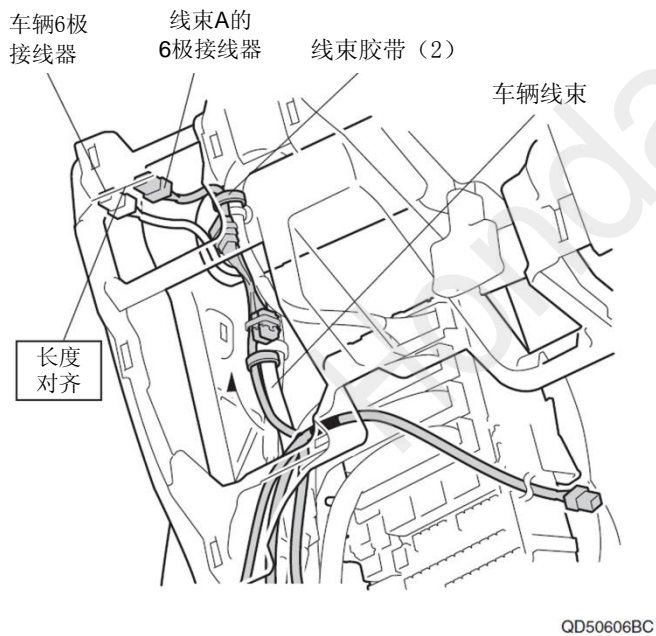 车辆6极
接线器
线束A的
6极接线器
线束胶带（2）
车辆线束
长度
对齐
Honda
QD50606BC